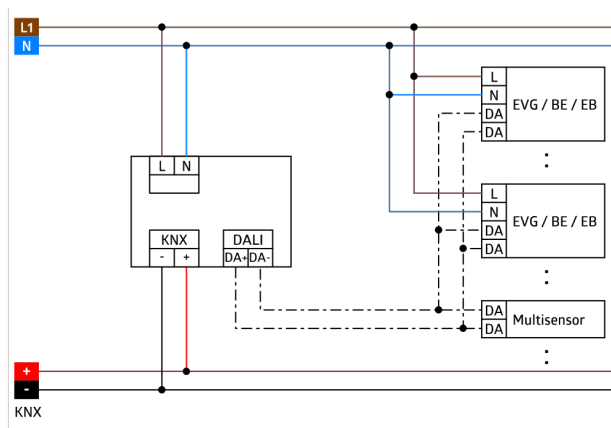 L1
N
L
N
DA
DA
EVG / BE / EB
:
L N
L
N
DA
DA
EVG / BE / EB
:
KNX
- +
DALI
DA+ DA-
DA
DA
Multisensor
:
+
-
KNX